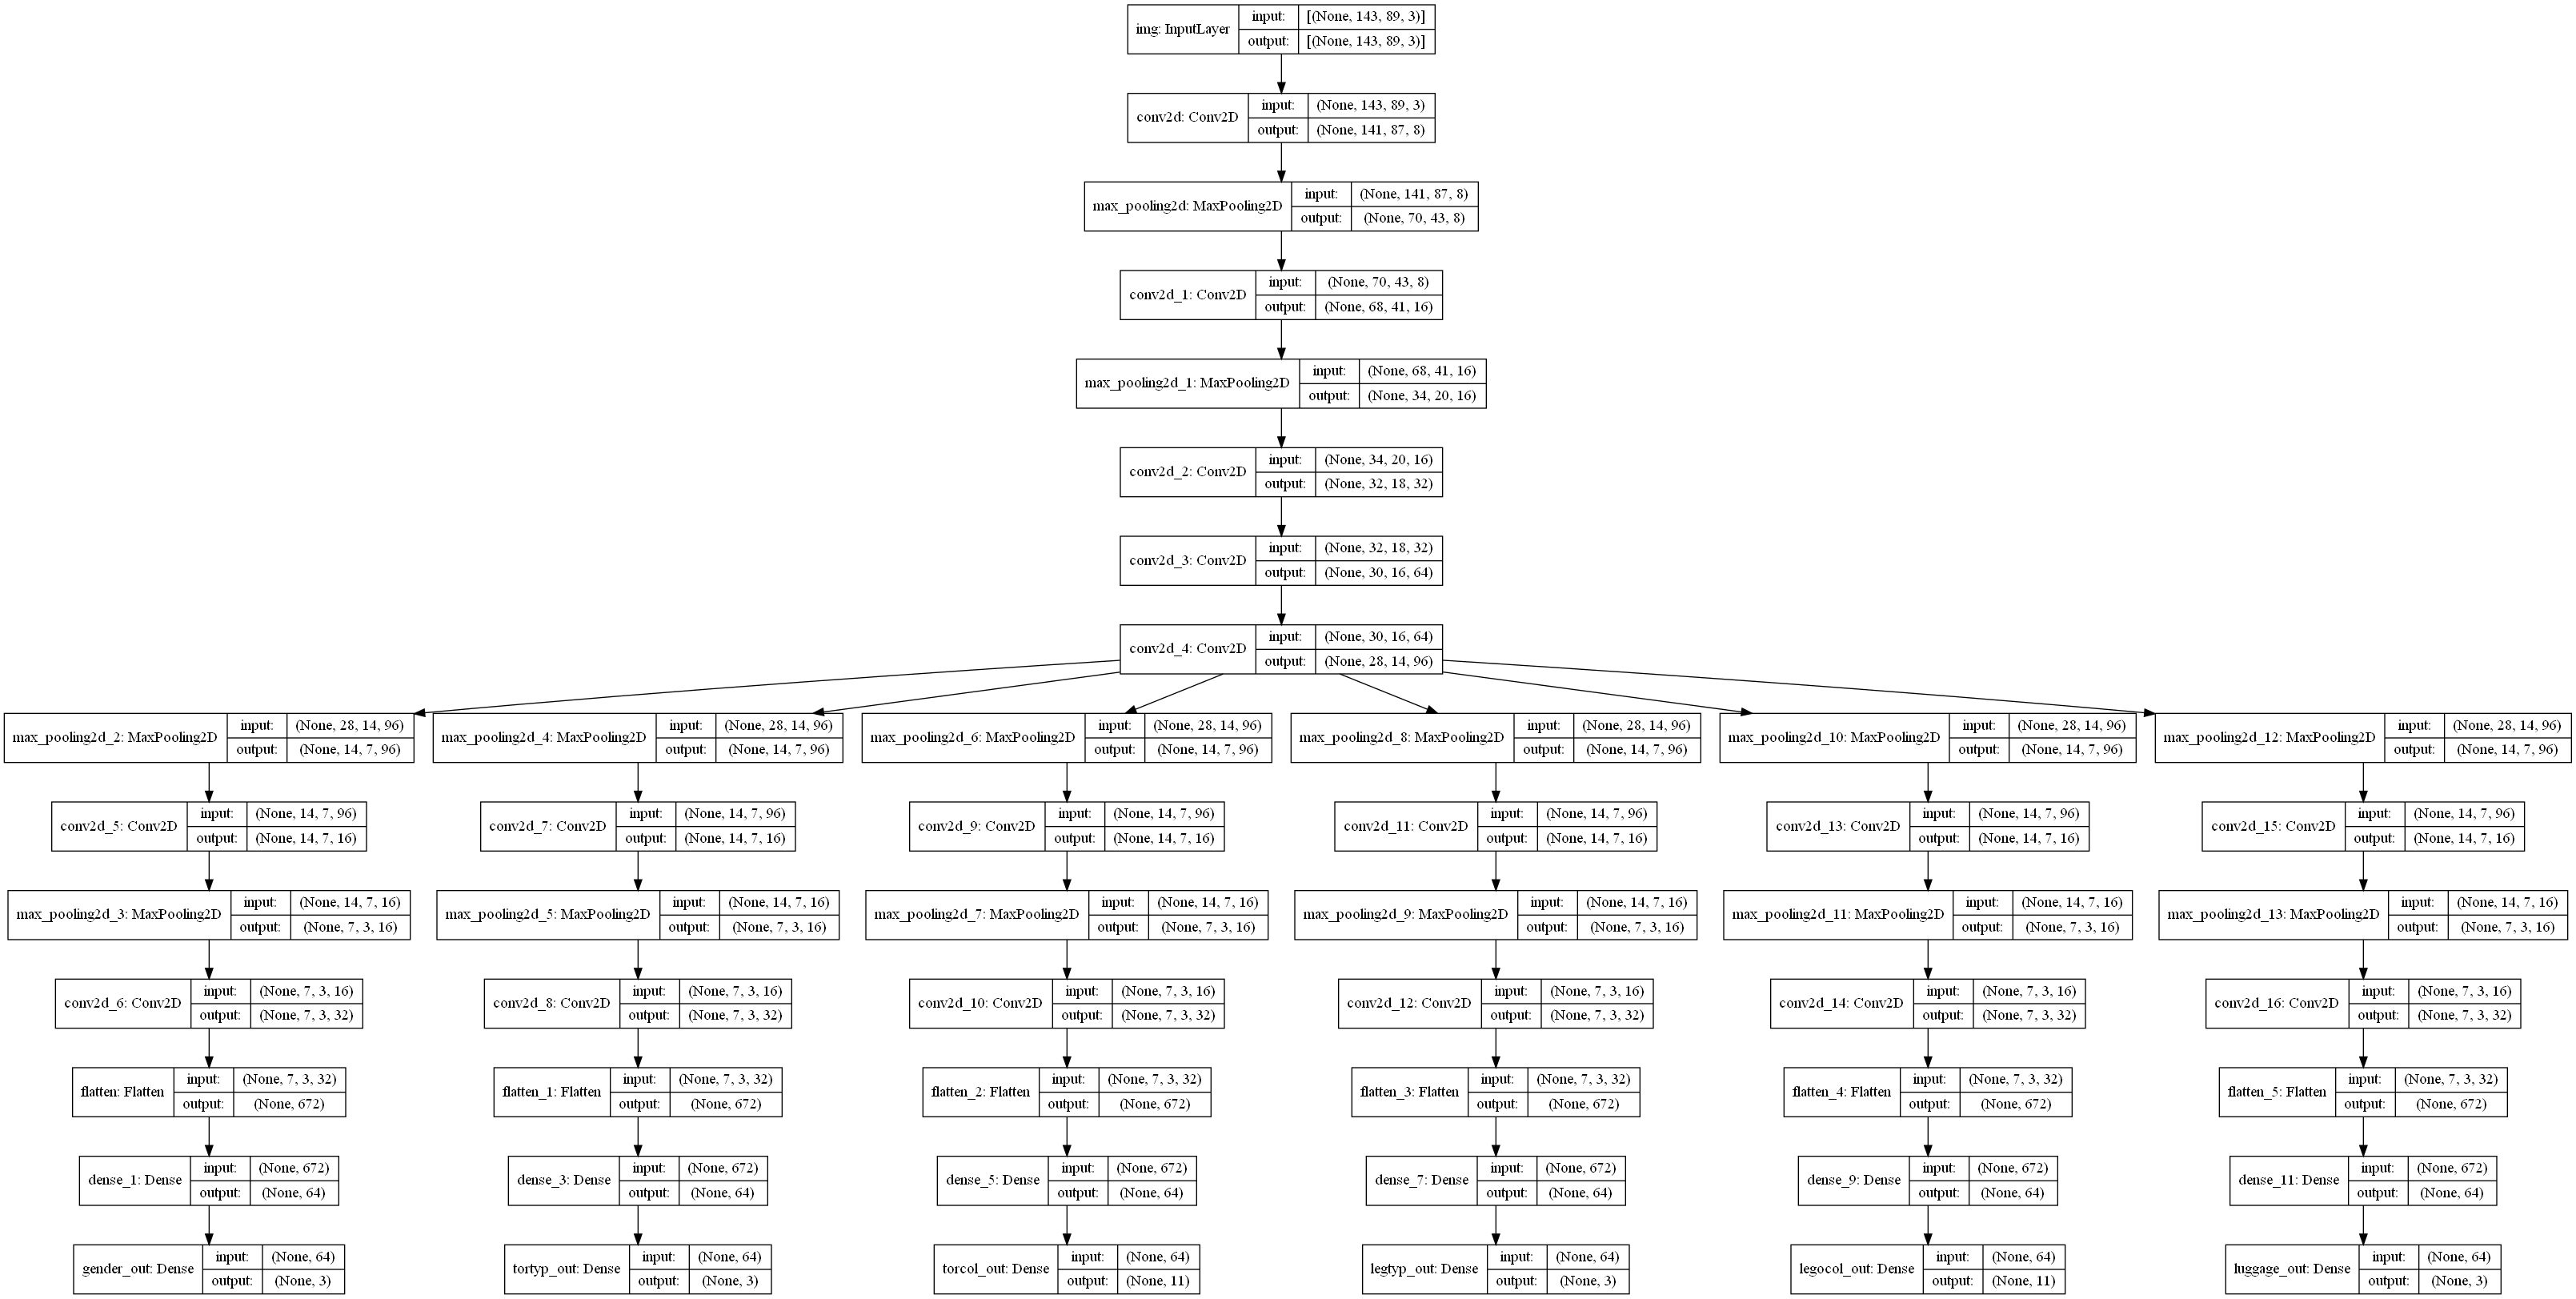 img: InputLayer input: [(None, 143, 89, 3)]
output: [(None, 143, 89, 3)]
conv2d: Conv2D input: (None, 143, 89, 3)
output: (None, 141, 87, 8)
max_pooling2d: MaxPooling2D input: (None, 141, 87, 8)
output: (None, 70, 43, 8)
conv2d_1: Conv2D input: (None, 70, 43, 8)
output: (None, 68, 41, 16)
max_pooling2d_1: MaxPooling2D input: (None, 68, 41, 16)
output: (None, 34, 20, 16)
conv2d_2: Conv2D input: (None, 34, 20, 16)
output: (None, 32, 18, 32)
conv2d_3: Conv2D input: (None, 32, 18, 32)
output: (None, 30, 16, 64)
conv2d_4: Conv2D input: (None, 30, 16, 64)
output: (None, 28, 14, 96)
max_pooling2d_2: MaxPooling2D input: (None, 28, 14, 96)
output: (None, 14, 7, 96)
max_pooling2d_4: MaxPooling2D input: (None, 28, 14, 96)
output: (None, 14, 7, 96)
max_pooling2d_6: MaxPooling2D input: (None, 28, 14, 96)
output: (None, 14, 7, 96)
max_pooling2d_8: MaxPooling2D input: (None, 28, 14, 96)
output: (None, 14, 7, 96)
max_pooling2d_10: MaxPooling2D input: (None, 28, 14, 96)
output: (None, 14, 7, 96)
max_pooling2d_12: MaxPooling2D input: (None, 28, 14, 96)
output: (None, 14, 7, 96)
conv2d_5: Conv2D input: (None, 14, 7, 96)
output: (None, 14, 7, 16)
conv2d_7: Conv2D input: (None, 14, 7, 96)
output: (None, 14, 7, 16)
conv2d_9: Conv2D input: (None, 14, 7, 96)
output: (None, 14, 7, 16)
conv2d_11: Conv2D input: (None, 14, 7, 96)
output: (None, 14, 7, 16)
conv2d_13: Conv2D input: (None, 14, 7, 96)
output: (None, 14, 7, 16)
conv2d_15: Conv2D input: (None, 14, 7, 96)
output: (None, 14, 7, 16)
max_pooling2d_3: MaxPooling2D input: (None, 14, 7, 16)
output: (None, 7, 3, 16)
max_pooling2d_5: MaxPooling2D input: (None, 14, 7, 16)
output: (None, 7, 3, 16)
max_pooling2d_7: MaxPooling2D input: (None, 14, 7, 16)
output: (None, 7, 3, 16)
max_pooling2d_9: MaxPooling2D input: (None, 14, 7, 16)
output: (None, 7, 3, 16)
max_pooling2d_11: MaxPooling2D input: (None, 14, 7, 16)
output: (None, 7, 3, 16)
max_pooling2d_13: MaxPooling2D input: (None, 14, 7, 16)
output: (None, 7, 3, 16)
conv2d_6: Conv2D input: (None, 7, 3, 16)
output: (None, 7, 3, 32)
conv2d_8: Conv2D input: (None, 7, 3, 16)
output: (None, 7, 3, 32)
conv2d_10: Conv2D input: (None, 7, 3, 16)
output: (None, 7, 3, 32)
conv2d_12: Conv2D input: (None, 7, 3, 16)
output: (None, 7, 3, 32)
conv2d_14: Conv2D input: (None, 7, 3, 16)
output: (None, 7, 3, 32)
conv2d_16: Conv2D input: (None, 7, 3, 16)
output: (None, 7, 3, 32)
flatten: Flatten input: (None, 7, 3, 32)
output: (None, 672)
flatten_1: Flatten input: (None, 7, 3, 32)
output: (None, 672)
flatten_2: Flatten input: (None, 7, 3, 32)
output: (None, 672)
flatten_3: Flatten input: (None, 7, 3, 32)
output: (None, 672)
flatten_4: Flatten input: (None, 7, 3, 32)
output: (None, 672)
flatten_5: Flatten input: (None, 7, 3, 32)
output: (None, 672)
dense_1: Dense input: (None, 672)
output: (None, 64)
dense_3: Dense input: (None, 672)
output: (None, 64)
dense_5: Dense input: (None, 672)
output: (None, 64)
dense_7: Dense input: (None, 672)
output: (None, 64)
dense_9: Dense input: (None, 672)
output: (None, 64)
dense_11: Dense input: (None, 672)
output: (None, 64)
gender_out: Dense input: (None, 64)
output: (None, 3)
tortyp_out: Dense input: (None, 64)
output: (None, 3)
torcol_out: Dense input: (None, 64)
output: (None, 11)
legtyp_out: Dense input: (None, 64)
output: (None, 3)
legocol_out: Dense input: (None, 64)
output: (None, 11)
luggage_out: Dense input: (None, 64)
output: (None, 3)